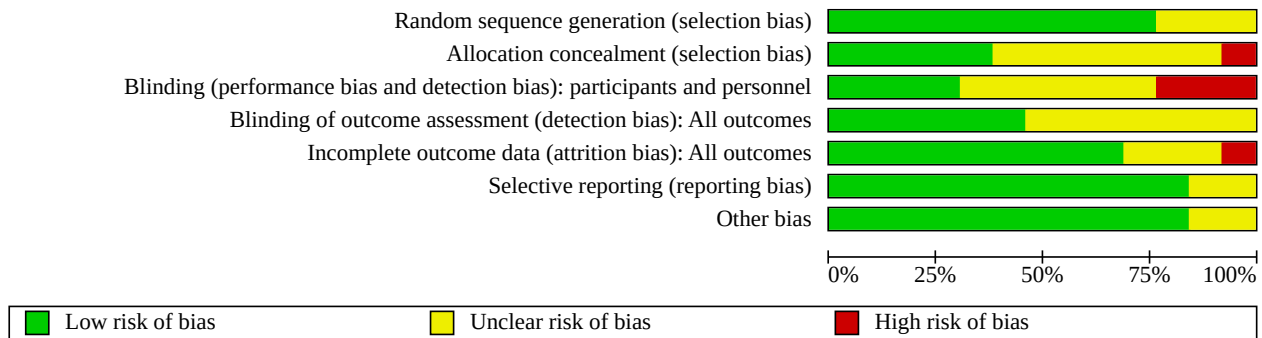 Random sequence generation (selection bias)
Allocation concealment (selection bias)
Blinding (performance bias and detection bias): participants and personnel
Blinding of outcome assessment (detection bias): All outcomes
Incomplete outcome data (attrition bias): All outcomes
Selective reporting (reporting bias)
Other bias
0% 25% 50% 75% 100%
Low risk of bias Unclear risk of bias High risk of bias